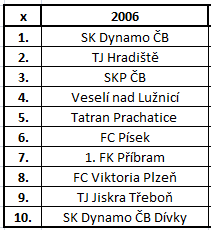 x 2006
1. SK Dynamo ČB
2. TJ Hradiště
3. SKP ČB
4. Veselí nad Lužnicí
5. Tatran Prachatice
6. FC Písek
7. 1. FK Příbram
8. FC Viktoria Plzeň
9. TJ Jiskra Třeboň
10. SK Dynamo ČB Dívky